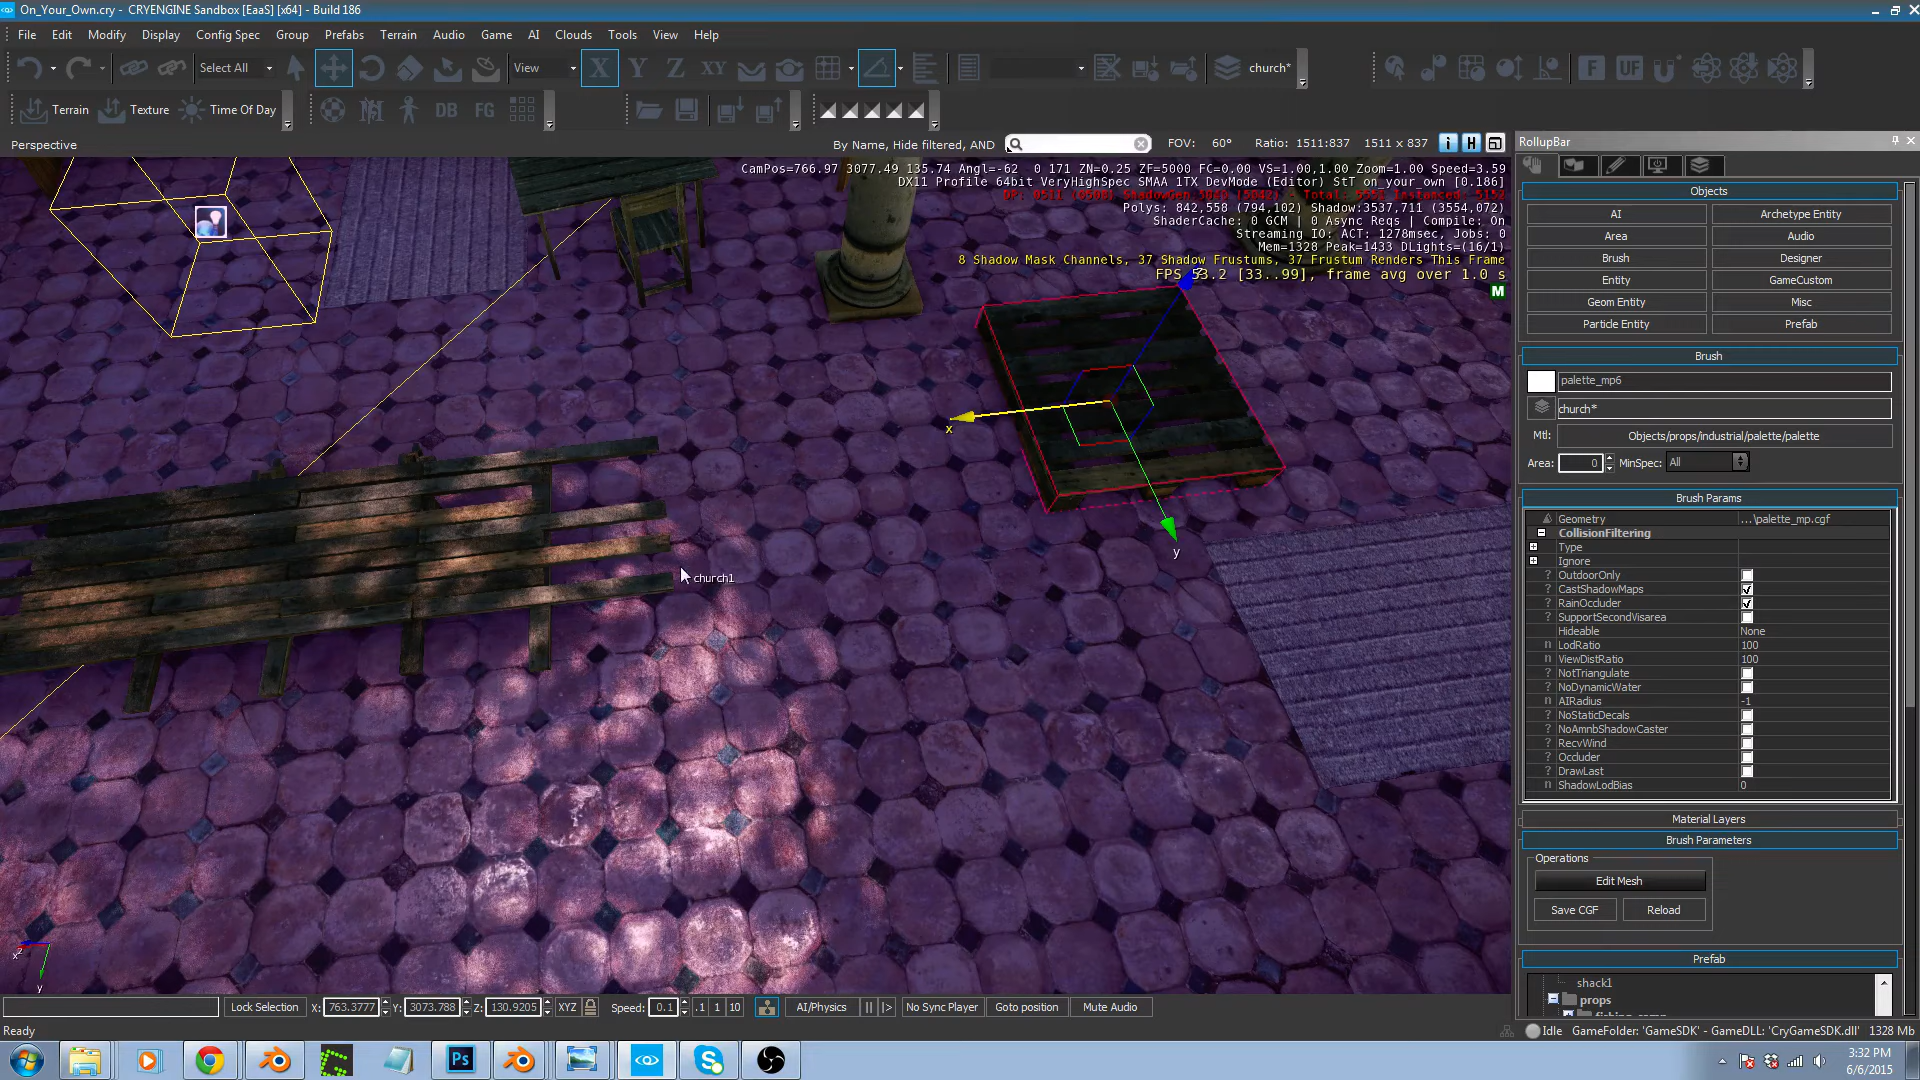 On_Your_Own.cry - CRYENGINE Sandbox [EaaS] [x64] - Build 186
File Edit Modify Display Config Spec Group Prefabs Terrain Audio Game AI Clouds Tools View Help
Select All View X Y Z XY church* F UF
Terrain Texture Time Of Day DB FG
Perspective By Name, Hide filtered, AND FOV: 60° Ratio: 1511:837 1511 x 837 i H
CamPos=766.97 3077.49 135.74 Angl=-62 0 171 ZN=0.25 ZF=5000 FC=0.00 VS=1.00,1.00 Zoom=1.00 Speed=3.59
DX11 Profile 64bit VeryHighSpec SMAA 1TX DevMode (Editor) StT on_your_own [0.186]
Polys: 842,558 (794,102) Shadow:3537,711 (3554,072)
ShaderCache: 0 GCM | 0 Async Reqs | Compile: On
Streaming IO: ACT: 1278msec, Jobs: 0
Mem=1328 Peak=1433 DLights=(16/1)
8 Shadow Mask Channels, 37 Shadow Frustums, 37 Frustum Renders This Frame
FPS 53.2 [33..99], frame avg over 1.0 s
M
x
y
church1
RollupBar
Objects
AI Archetype Entity
Area Audio
Brush Designer
Entity GameCustom
Geom Entity Misc
Particle Entity Prefab
Brush
palette_mp6
church*
Mtl: Objects/props/industrial/palette/palette
Area: 0 MinSpec: All
Brush Params
Geometry ...\palette_mp.cgf
CollisionFiltering
Type
Ignore
OutdoorOnly
CastShadowMaps
RainOccluder
SupportSecondVisarea
Hideable None
LodRatio 100
ViewDistRatio 100
NotTriangulate
NoDynamicWater
AIRadius -1
NoStaticDecals
NoAmnbShadowCaster
RecvWind
Occluder
DrawLast
ShadowLodBias 0
Material Layers
Brush Parameters
Operations
Edit Mesh
Save CGF Reload
Prefab
shack1
props
x z
y
Lock Selection X: 763.3777 Y: 3073.788 Z: 130.9205 XYZ Speed: 0.1 .1 1 10 AI/Physics No Sync Player Goto position Mute Audio
Ready Idle GameFolder: 'GameSDK' - GameDLL: 'CryGameSDK.dll' 1328 Mb
Ps
3:32 PM
6/6/2015